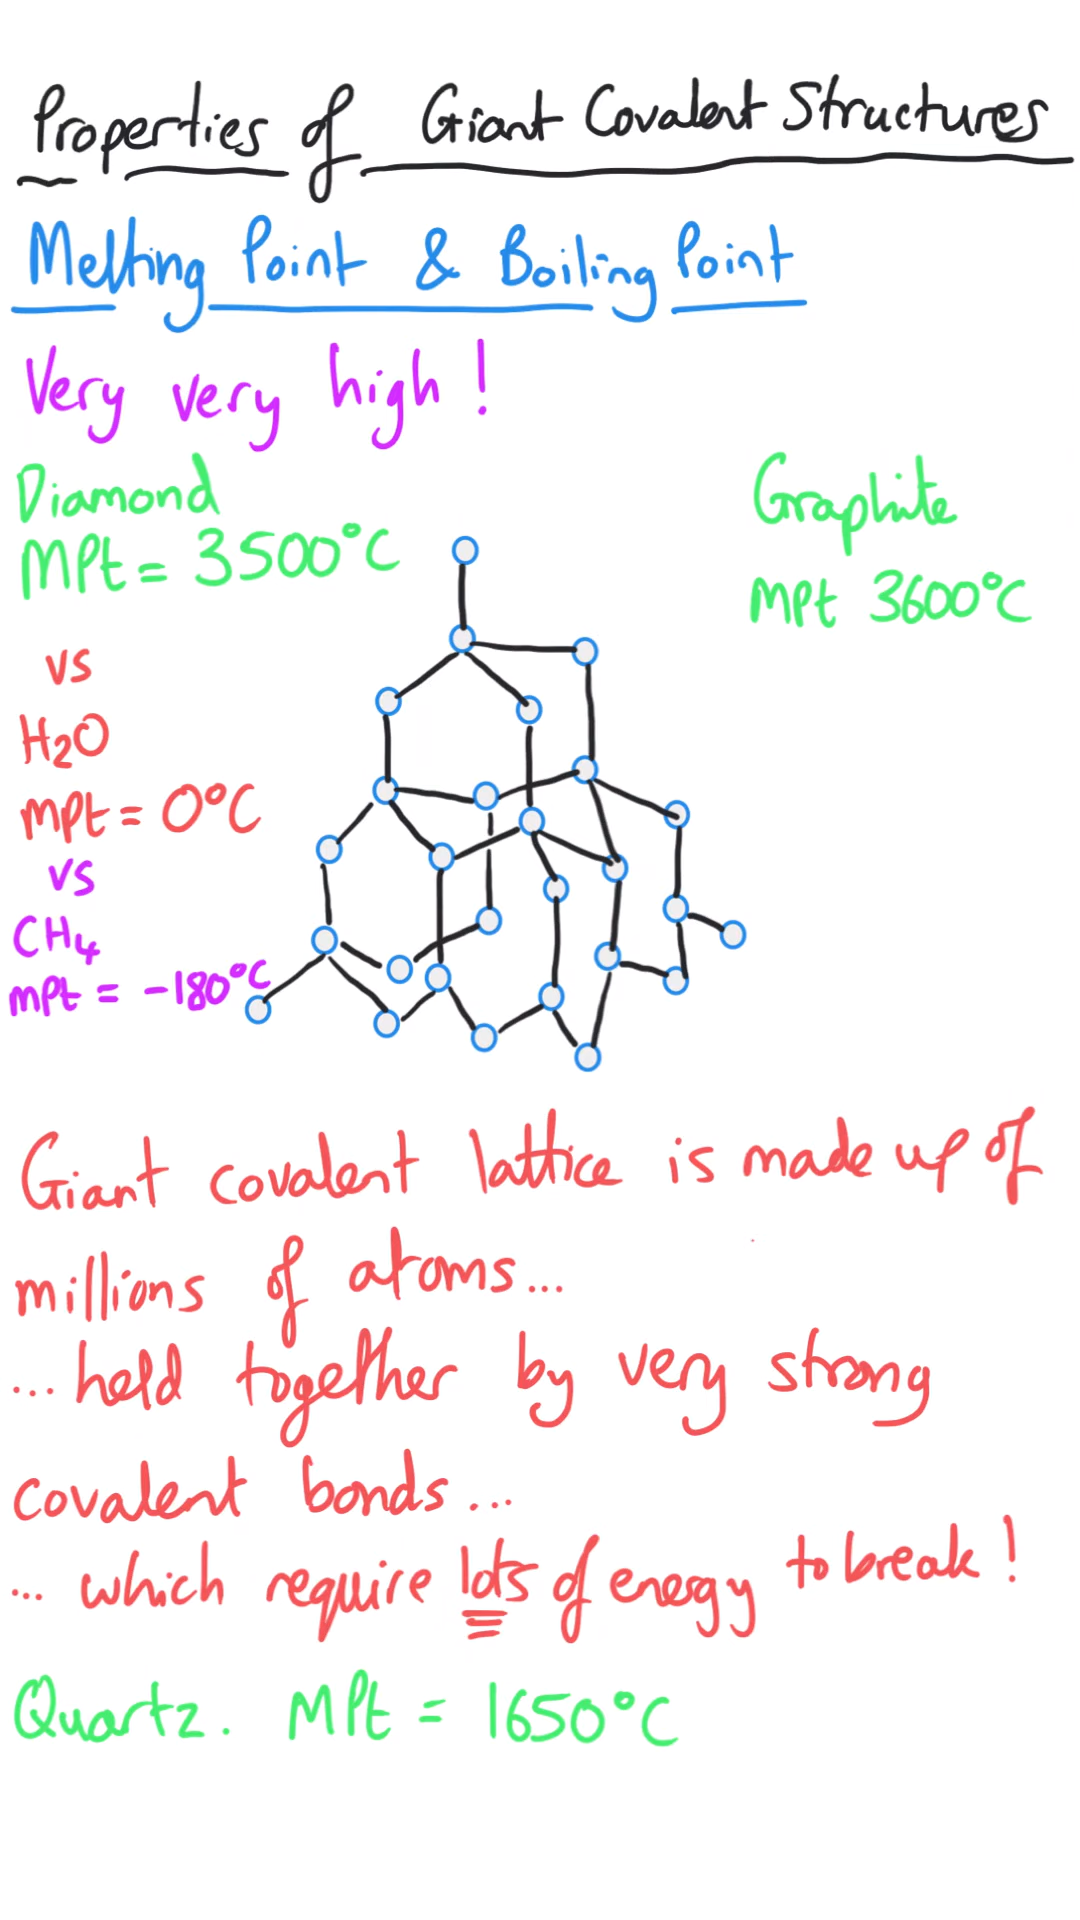 Properties of Giant Covalent Structures
Melting Point & Boiling Point
Very very high!
Diamond
MPt = 3500°C
Graphite
MPt 3600°C
vs
H2O
MPt = 0°C
vs
CH4
MPt = -180°C
Giant covalent lattice is made up of
millions of atoms...
... held together by very strong
covalent bonds...
... which require lots of energy to break!
Quartz. MPt = 1650°C